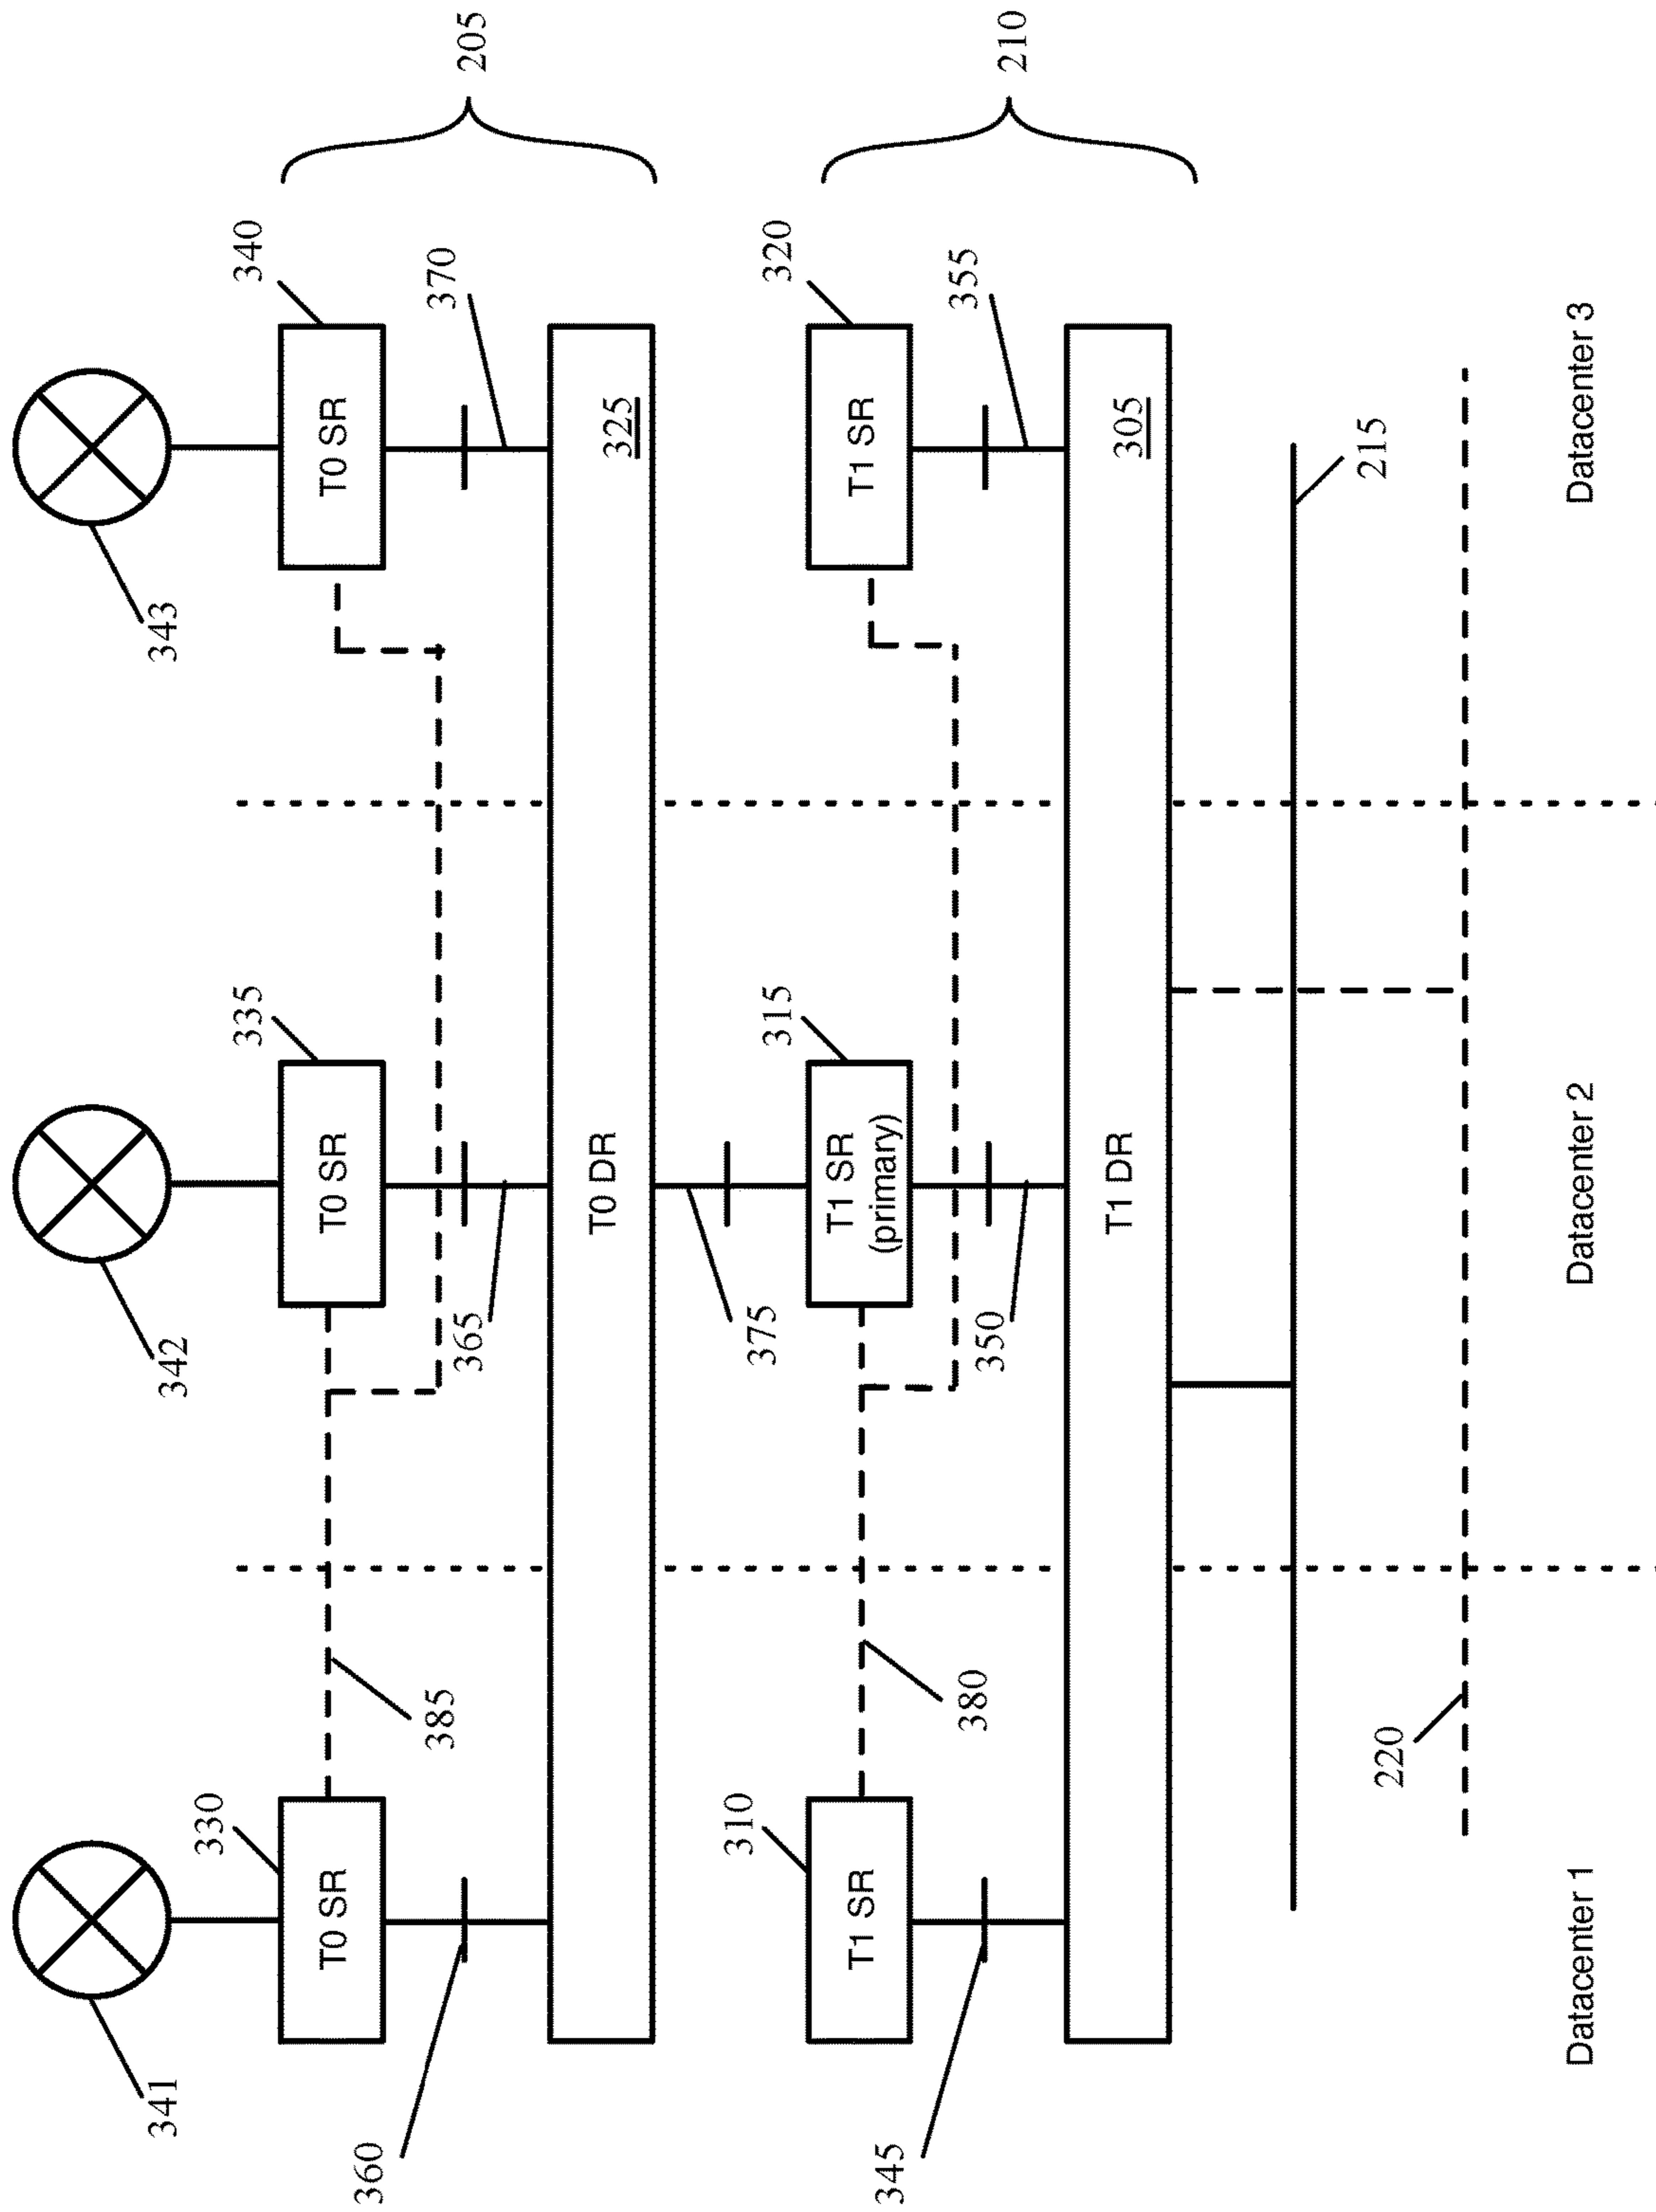 341
342
343
330
335
340
205
T0 SR
T0 SR
T0 SR
385
360
365
370
T0 DR
325
375
310
315
320
210
T1 SR
T1 SR
(primary)
T1 SR
380
345
350
355
T1 DR
305
215
220
Datacenter 1
Datacenter 2
Datacenter 3